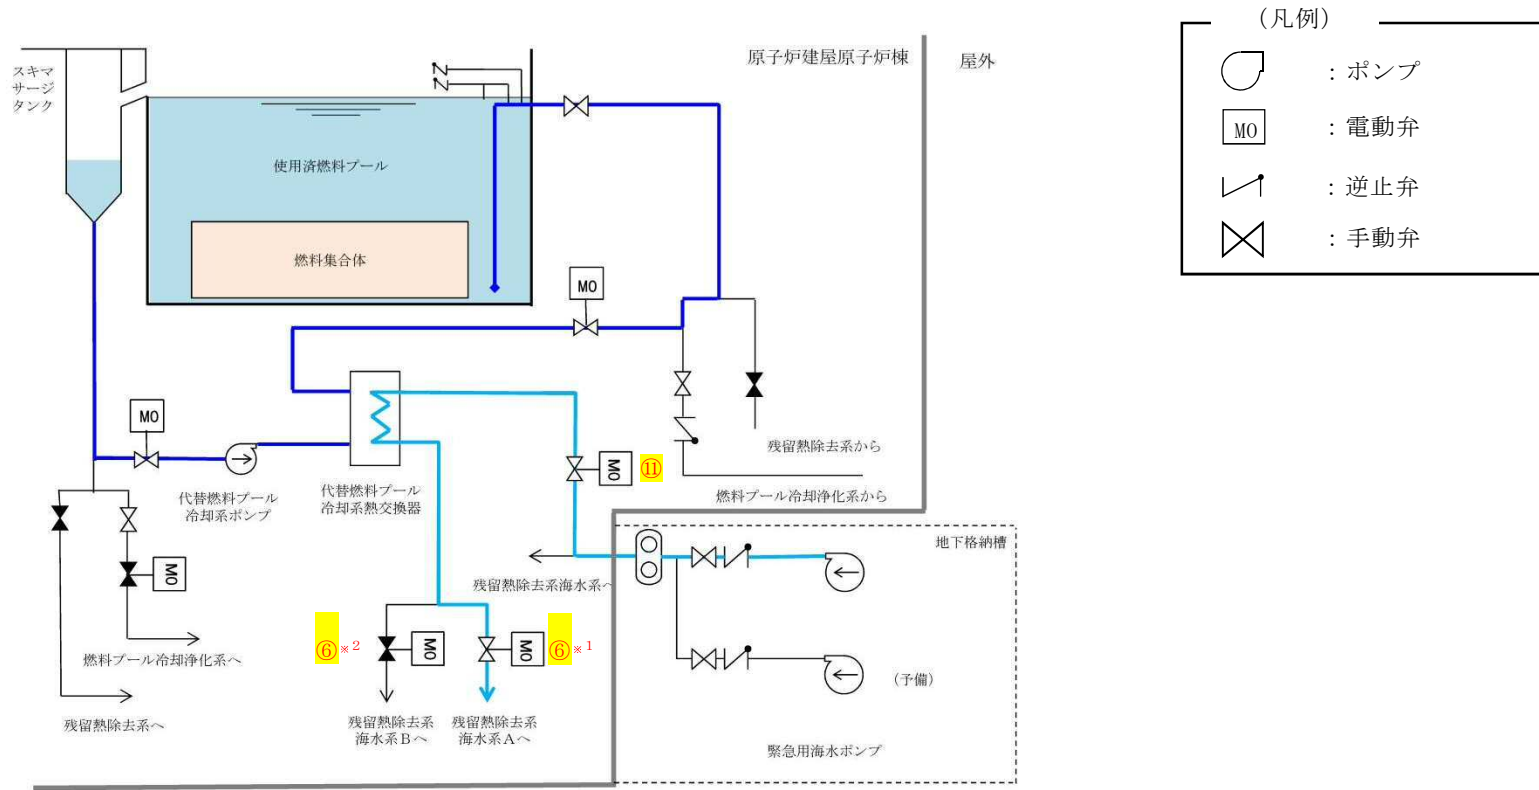 (凡例)
：ポンプ
MO
：電動弁
：逆止弁
：手動弁
原子炉建屋原子炉棟
屋外
スキマ
サージ
タンク
使用済燃料プール
燃料集合体
MO
MO
代替燃料プール
冷却系ポンプ
代替燃料プール
冷却系熱交換器
MO
⑪
残留熱除去系から
燃料プール冷却浄化系から
地下格納槽
MO
残留熱除去系海水系へ
⑥※2
MO
MO
⑥※1
燃料プール冷却浄化系へ
(予備)
残留熱除去系へ
残留熱除去系
海水系Bへ
残留熱除去系
海水系Aへ
緊急用海水ポンプ